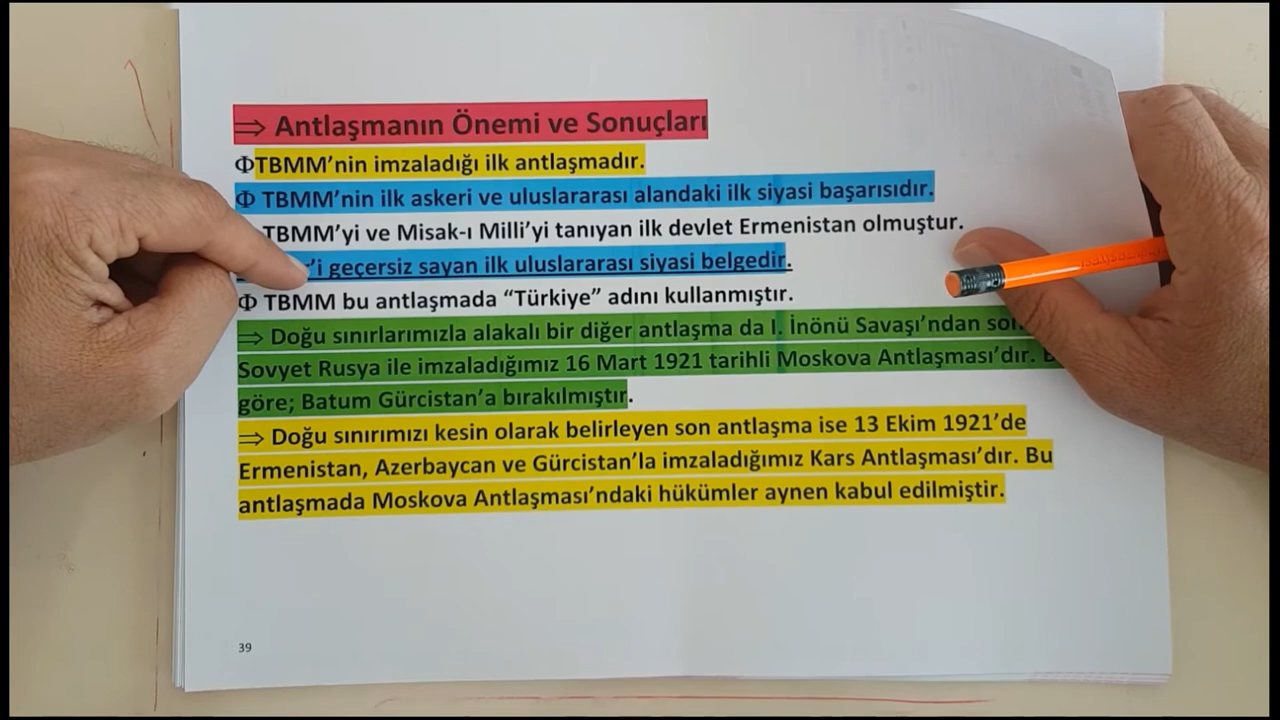 ⇒ Antlaşmanın Önemi ve Sonuçları
ΦTBMM’nin imzaladığı ilk antlaşmadır.
Φ TBMM’nin ilk askeri ve uluslararası alandaki ilk siyasi başarısıdır.
TBMM’yi ve Misak-ı Milli’yi tanıyan ilk devlet Ermenistan olmuştur.
’i geçersiz sayan ilk uluslararası siyasi belgedir.
Φ TBMM bu antlaşmada “Türkiye” adını kullanmıştır.
⇒ Doğu sınırlarımızla alakalı bir diğer antlaşma da I. İnönü Savaşı’ndan
Sovyet Rusya ile imzaladığımız 16 Mart 1921 tarihli Moskova Antlaşması’dır.
göre; Batum Gürcistan’a bırakılmıştır.
⇒ Doğu sınırımızı kesin olarak belirleyen son antlaşma ise 13 Ekim 1921’de
Ermenistan, Azerbaycan ve Gürcistan’la imzaladığımız Kars Antlaşması’dır. Bu
antlaşmada Moskova Antlaşması’ndaki hükümler aynen kabul edilmiştir.
39